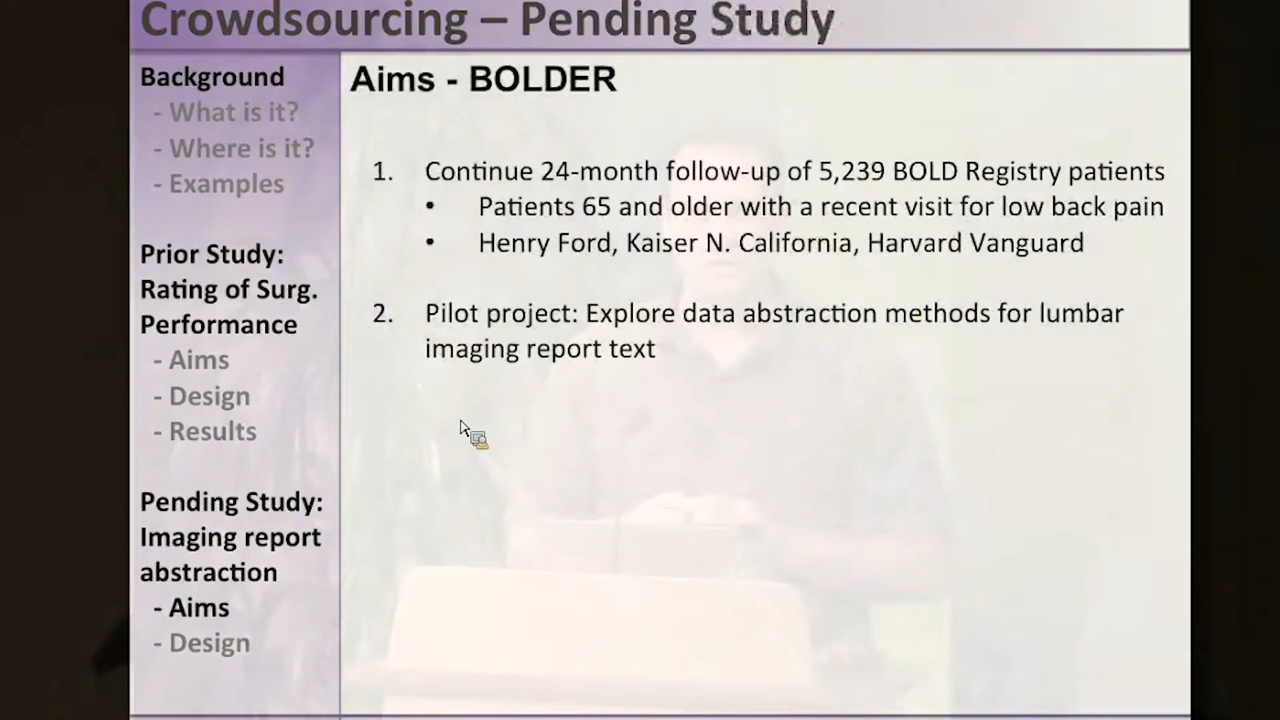 Crowdsourcing – Pending Study
Background
- What is it?
- Where is it?
- Examples
Prior Study:
Rating of Surg.
Performance
- Aims
- Design
- Results
Pending Study:
Imaging report
abstraction
- Aims
- Design
Aims - BOLDER
1. Continue 24-month follow-up of 5,239 BOLD Registry patients
• Patients 65 and older with a recent visit for low back pain
• Henry Ford, Kaiser N. California, Harvard Vanguard
2. Pilot project: Explore data abstraction methods for lumbar
imaging report text